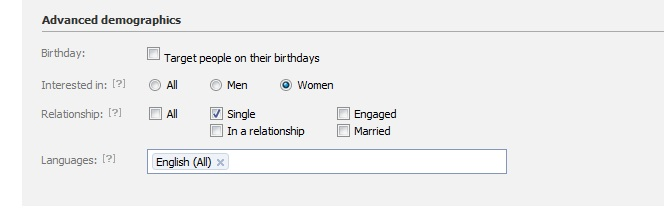 Advanced demographics
Birthday: Target people on their birthdays
Interested in: [?] All Men Women
Relationship: [?] All Single Engaged
In a relationship Married
Languages: [?] English (All) ×